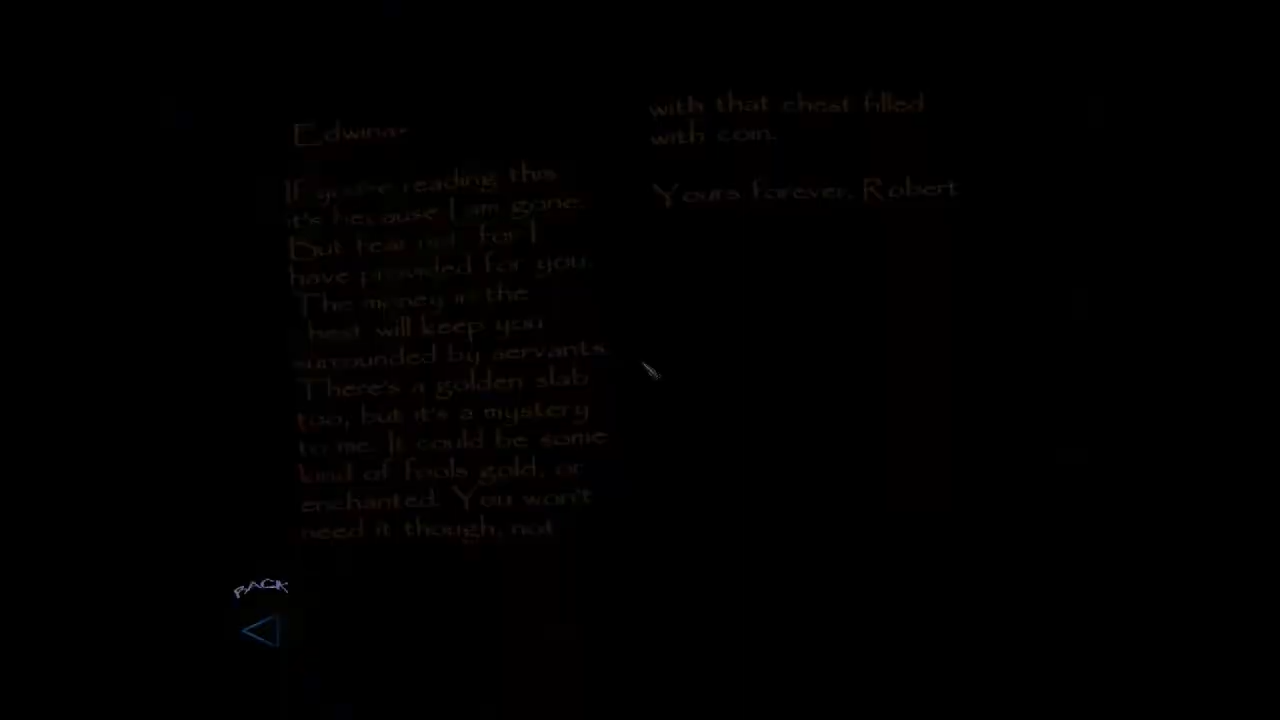 Edwina-
If you're reading this
it's because I am gone.
But fear not, for I
have provided for you.
The money in the
chest will keep you
surrounded by servants.
There's a golden slab
too, but it's a mystery
to me. It could be some
kind of fools gold, or
enchanted. You won't
need it though, not
with that chest filled
with coin.
Yours forever, Robert
BACK